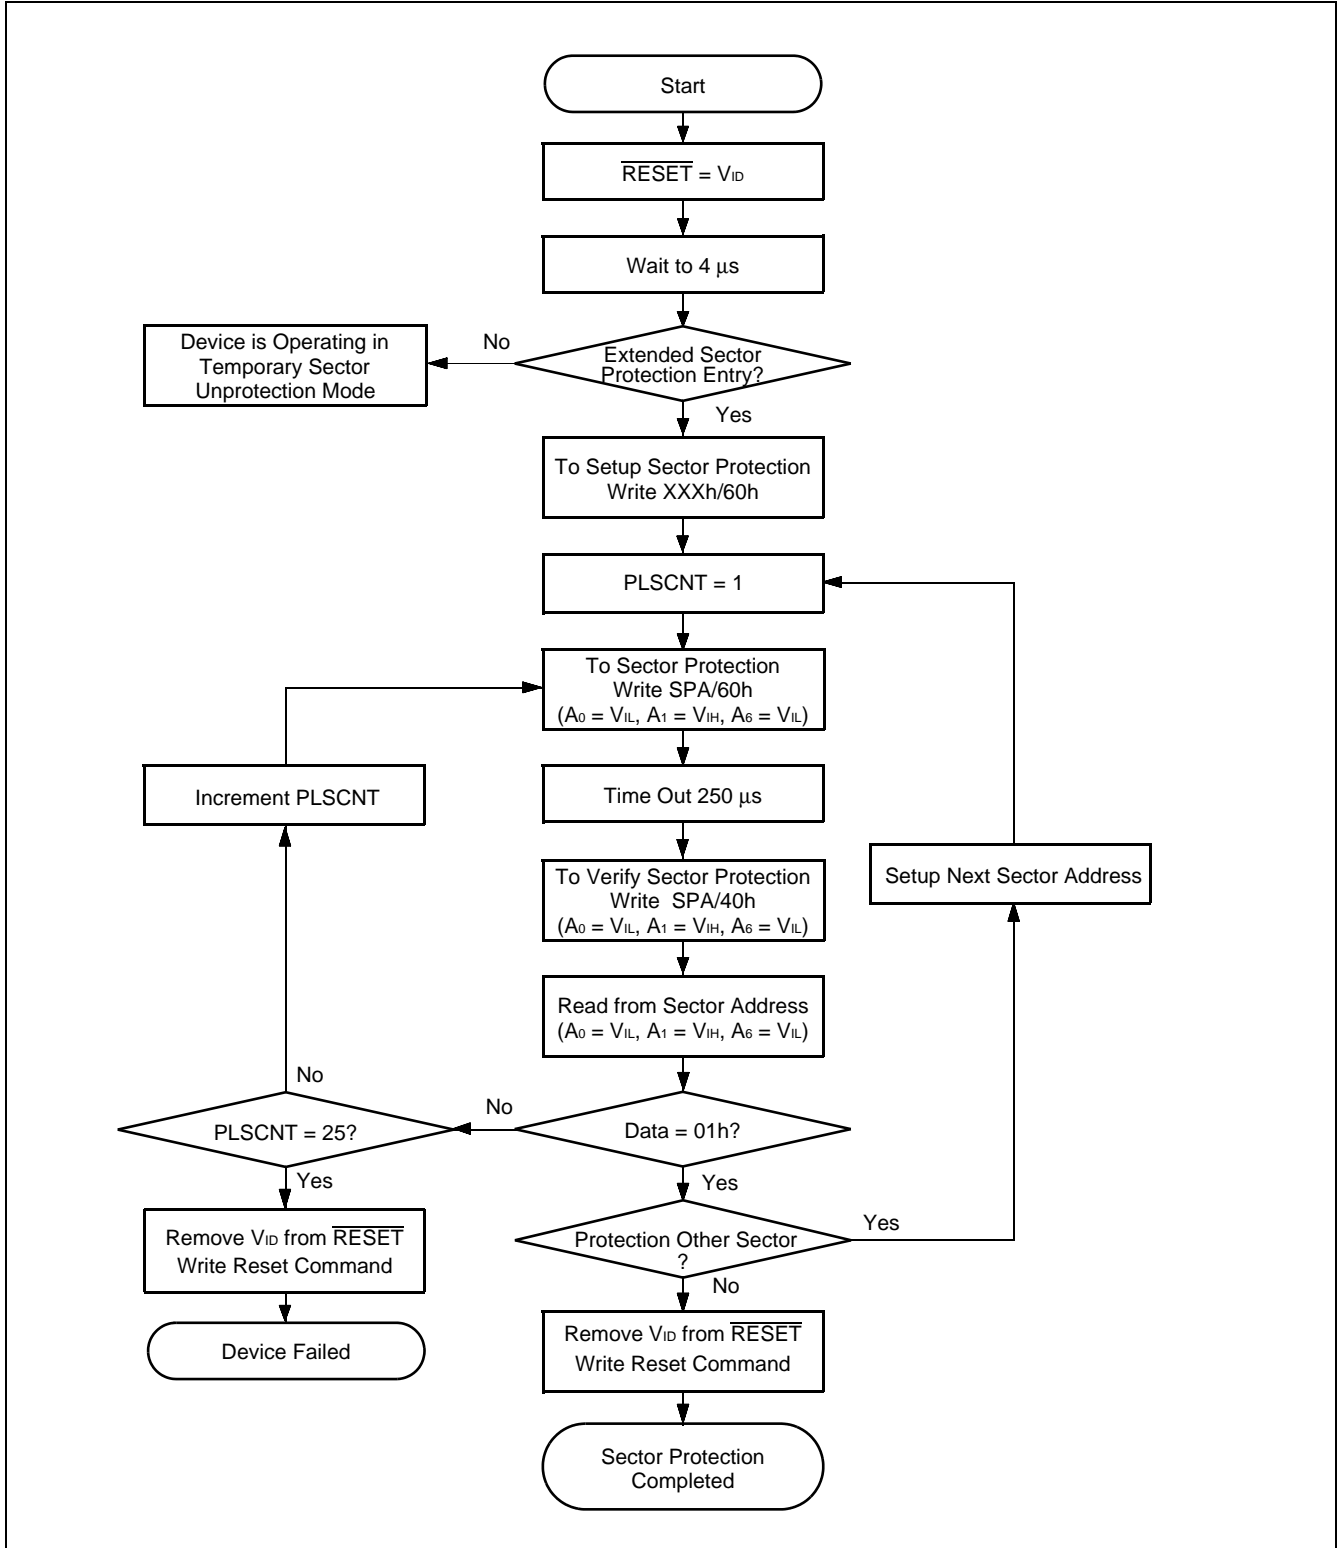 Start
RESET = VID
Wait to 4 μs
Extended Sector
Protection Entry?
No
Device is Operating in
Temporary Sector
Unprotection Mode
Yes
To Setup Sector Protection
Write XXXh/60h
PLSCNT = 1
To Sector Protection
Write SPA/60h
(A0 = VIL, A1 = VIH, A6 = VIL)
Increment PLSCNT
Time Out 250 μs
To Verify Sector Protection
Write  SPA/40h
(A0 = VIL, A1 = VIH, A6 = VIL)
Setup Next Sector Address
Read from Sector Address
(A0 = VIL, A1 = VIH, A6 = VIL)
No
PLSCNT = 25?
No
Data = 01h?
Yes
Yes
Remove VID from RESET
Write Reset Command
Protection Other Sector
?
Yes
No
Device Failed
Remove VID from RESET
Write Reset Command
Sector Protection
Completed